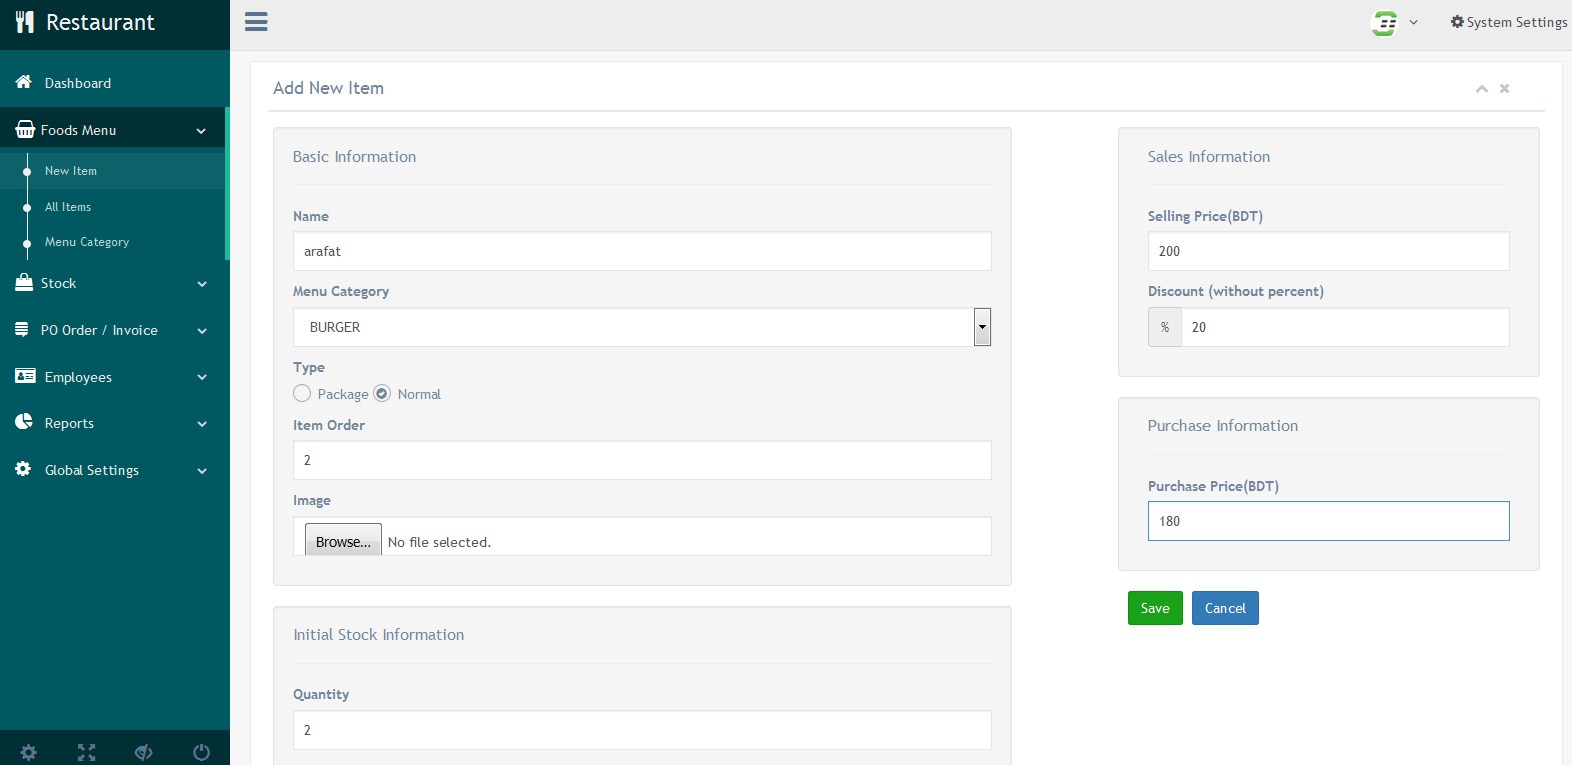 Restaurant
System Settings
Dashboard
Foods Menu
New Item
All Items
Menu Category
Stock
PO Order / Invoice
Employees
Reports
Global Settings
Add New Item
Basic Information
Name
arafat
Menu Category
BURGER
Type
Package Normal
Item Order
2
Image
Browse... No file selected.
Initial Stock Information
Quantity
2
Sales Information
Selling Price(BDT)
200
Discount (without percent)
% 20
Purchase Information
Purchase Price(BDT)
180
Save Cancel